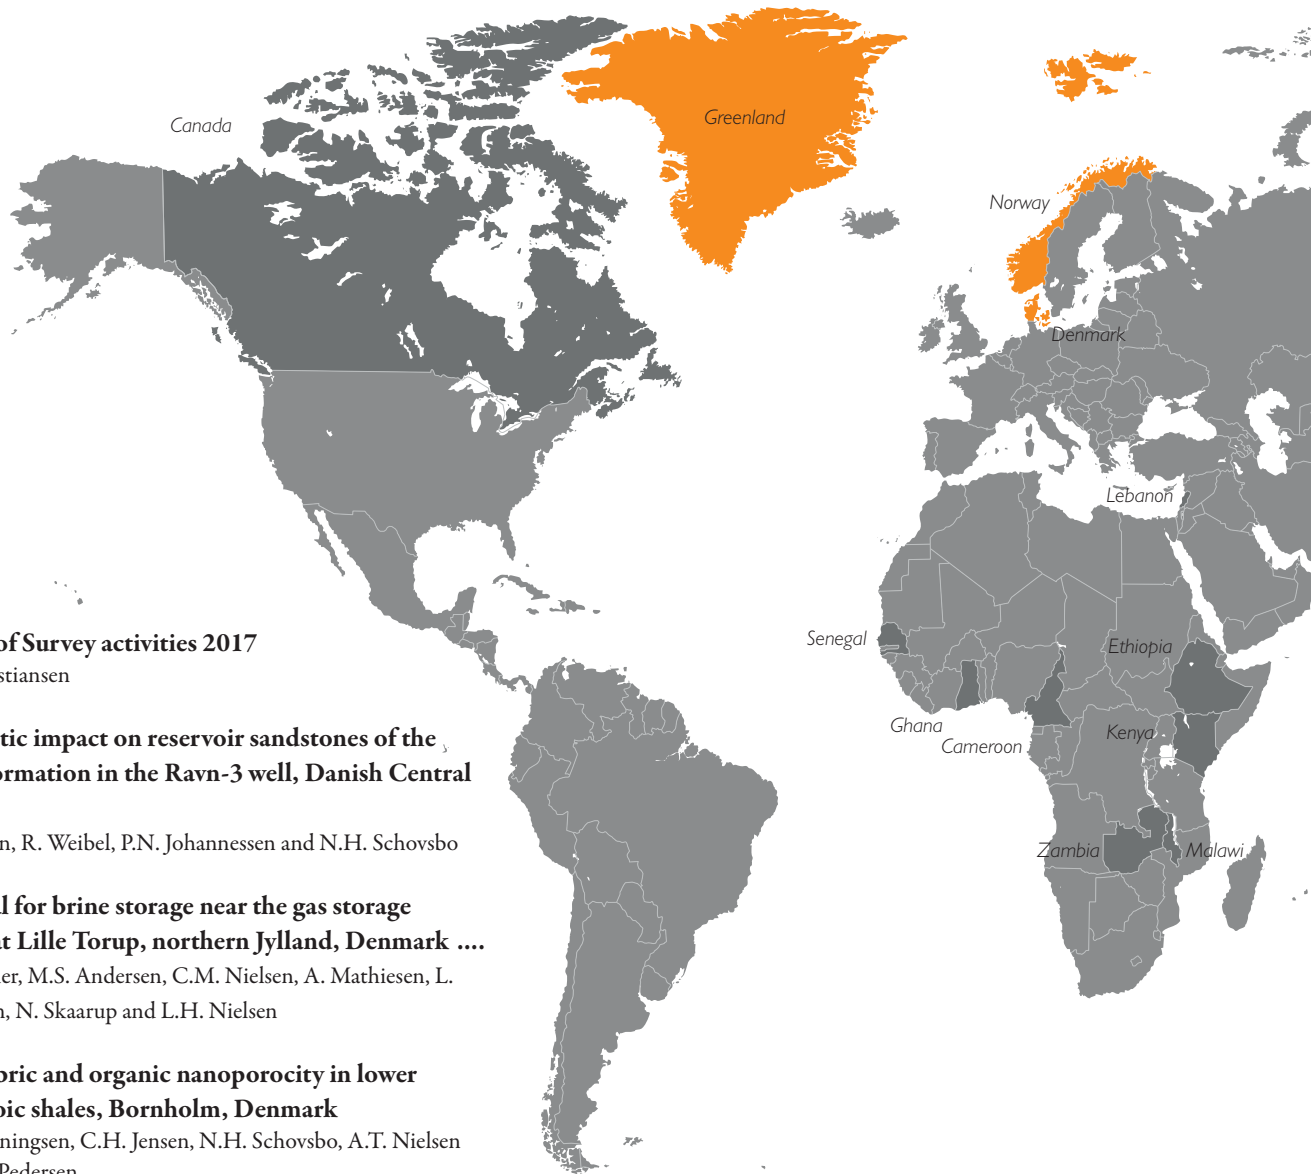 Canada
Greenland
Norway
Denmark
Lebanon
Senegal
Ethiopia
Ghana
Cameroon
Kenya
Zambia
Malawi
of Survey activities 2017
stiansen
tic impact on reservoir sandstones of the
ormation in the Ravn-3 well, Danish Central
n, R. Weibel, P.N. Johannessen and N.H. Schovsbo
l for brine storage near the gas storage
at Lille Torup, northern Jylland, Denmark ....
er, M.S. Andersen, C.M. Nielsen, A. Mathiesen, L.
n, N. Skaarup and L.H. Nielsen
bric and organic nanoporocity in lower
oic shales, Bornholm, Denmark
ningsen, C.H. Jensen, N.H. Schovsbo, A.T. Nielsen
Pedersen